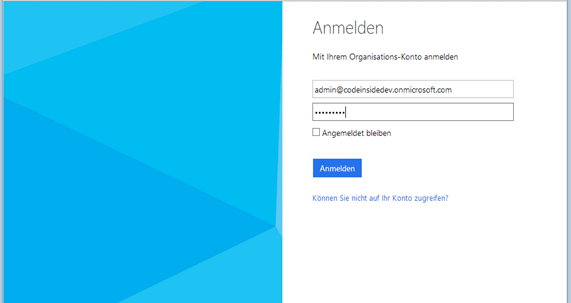 Anmelden
Mit Ihrem Organisations-Konto anmelden
admin@codeinsidedev.onmicrosoft.com
•••••••••
Angemeldet bleiben
Anmelden
Können Sie nicht auf Ihr Konto zugreifen?